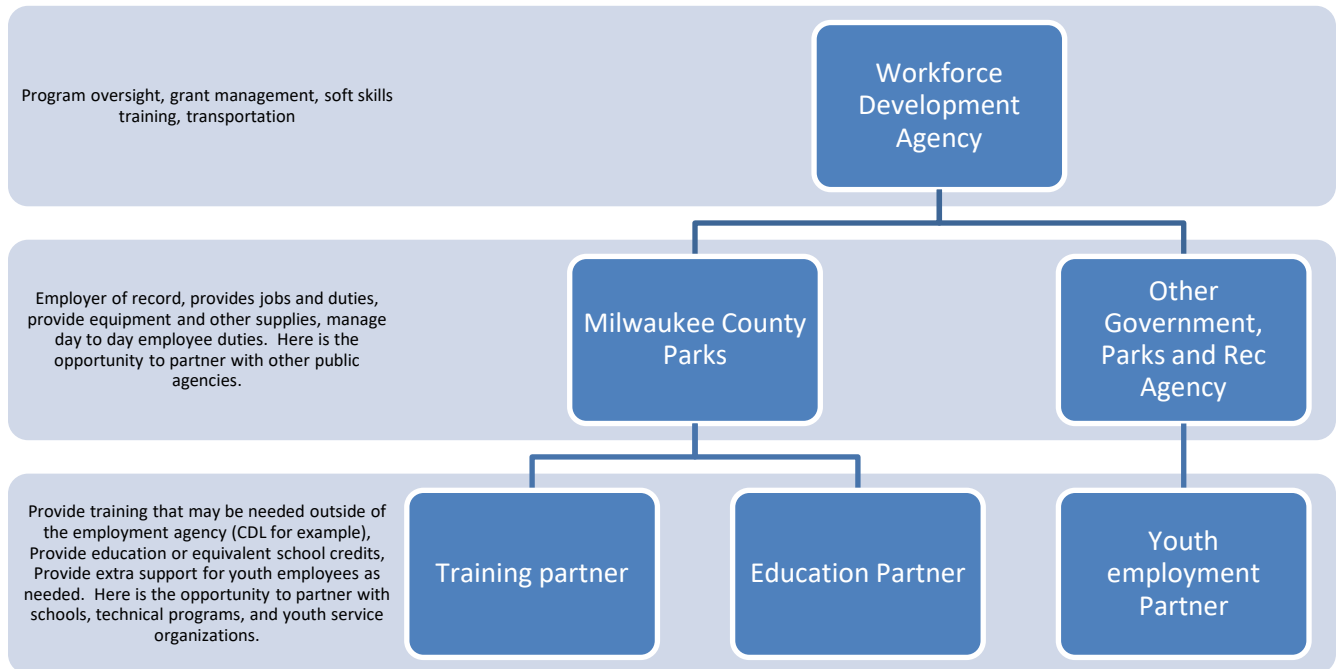 Program oversight, grant management, soft skills
training, transportation
Workforce
Development
Agency
Employer of record, provides jobs and duties,
provide equipment and other supplies, manage
day to day employee duties.  Here is the
opportunity to partner with other public
agencies.
Milwaukee County
Parks
Other
Government,
Parks and Rec
Agency
Provide training that may be needed outside of
the employment agency (CDL for example),
Provide education or equivalent school credits,
Provide extra support for youth employees as
needed.  Here is the opportunity to partner with
schools, technical programs, and youth service
organizations.
Training partner
Education Partner
Youth
employment
Partner